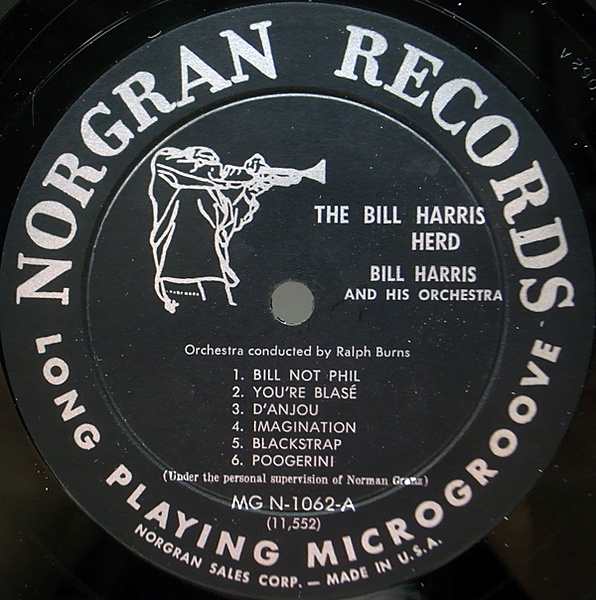 NORGRAN RECORDS
THE BILL HARRIS
HERD
BILL HARRIS
AND HIS ORCHESTRA
Orchestra conducted by Ralph Burns
1. BILL NOT PHIL
2. YOU'RE BLASÉ
3. D'ANJOU
4. IMAGINATION
5. BLACKSTRAP
6. POOGERINI
(Under the personal supervision of Norman Granz)
MG N-1062-A
(11,552)
LONG PLAYING MICROGROOVE
NORGRAN SALES CORP. — MADE IN U.S.A.